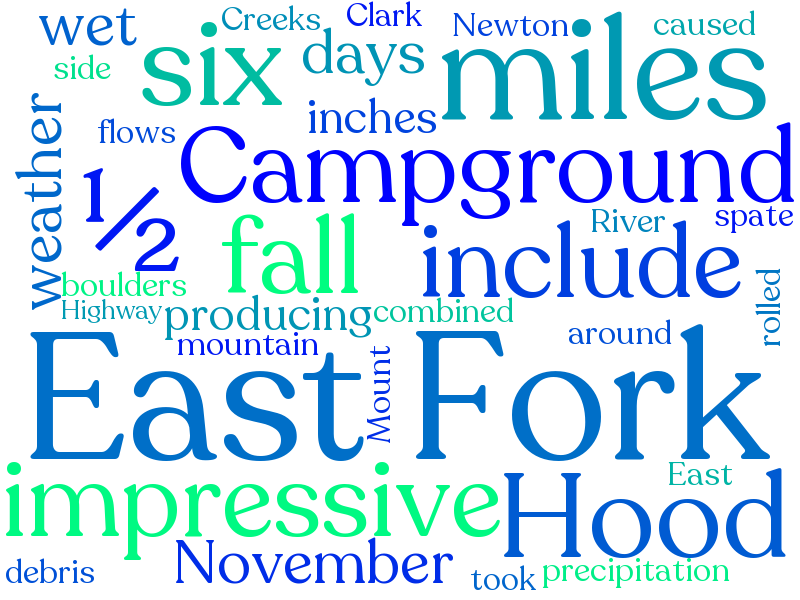 wet
Creeks
Clark
Newton
caused
side
six
days
miles
weather
flows
inches
½
Campground
fall
River
spate
include
boulders
Highway
producing
combined
rolled
mountain
around
Mount
East Fork
impressive
East
Hood
November
debris
took
precipitation